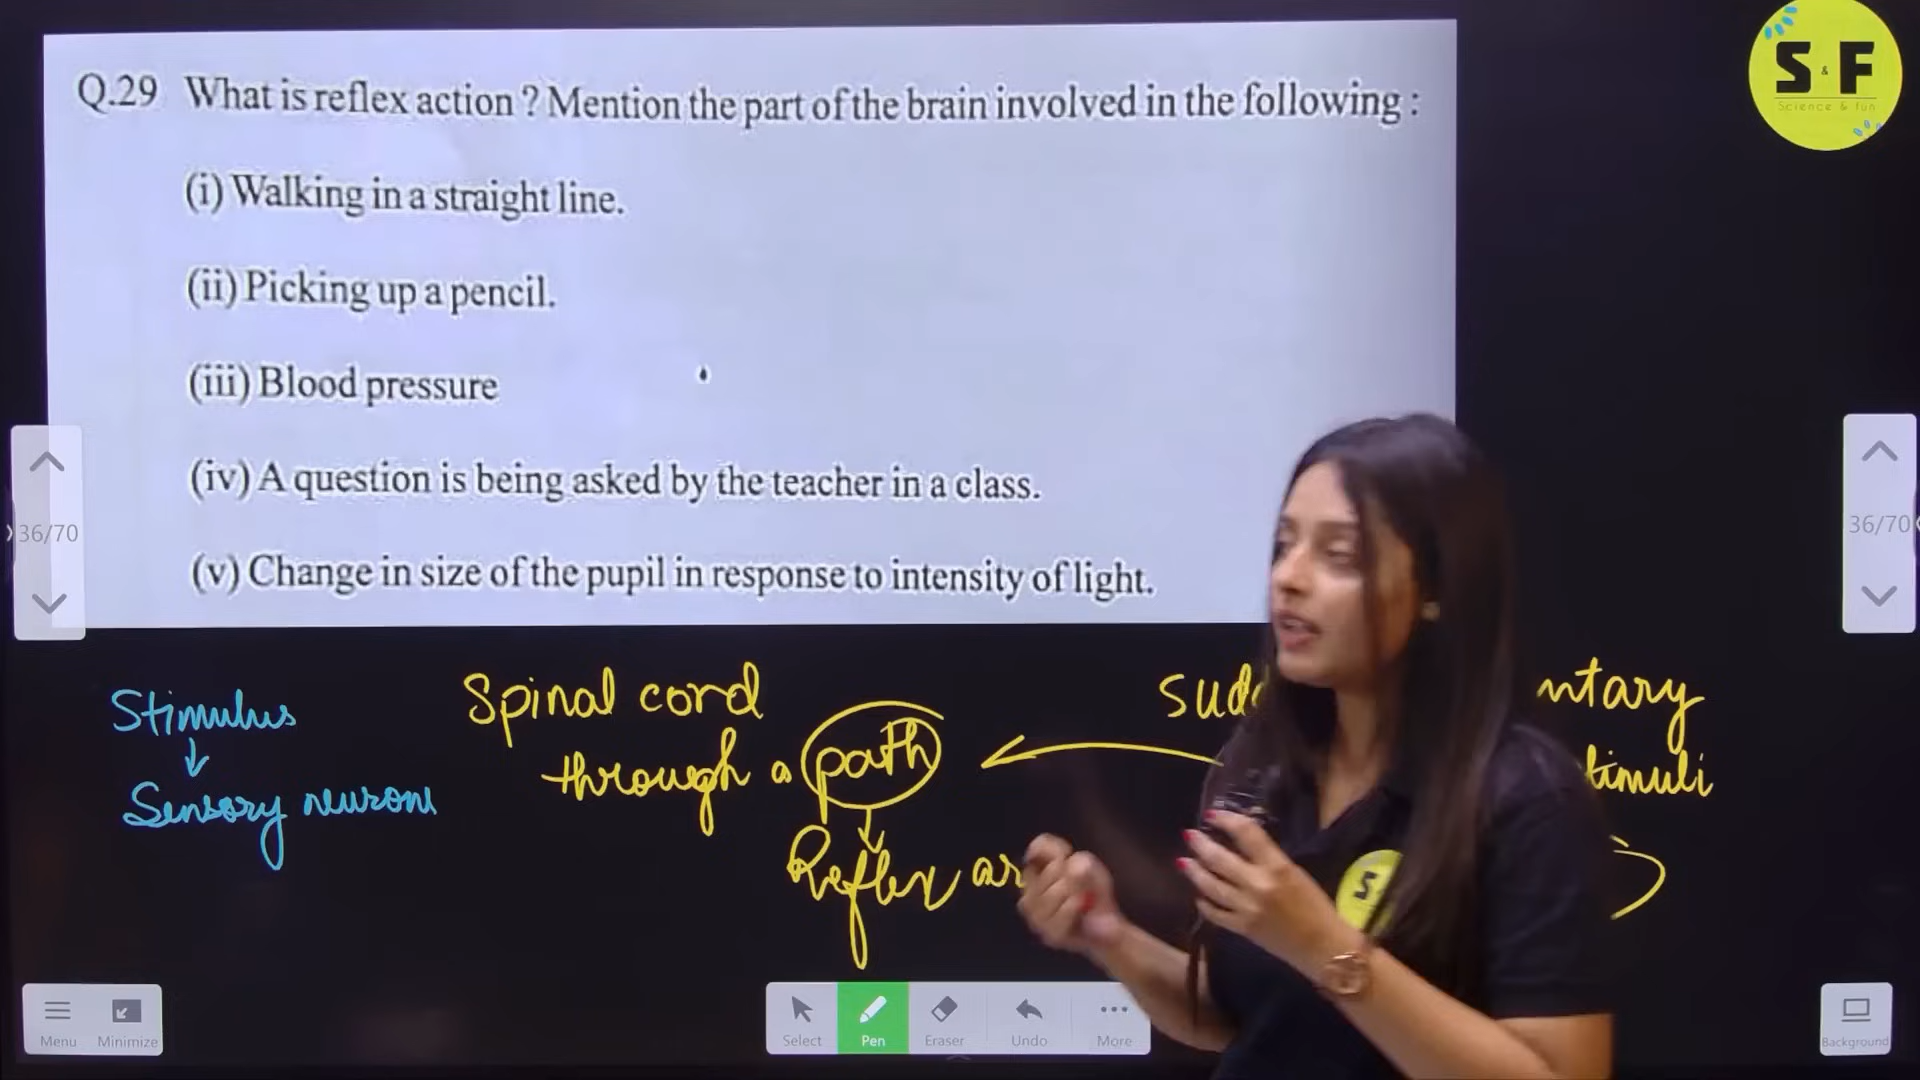 S & F
Science & fun
Q.29 What is reflex action ? Mention the part of the brain involved in the following :
(i) Walking in a straight line.
(ii) Picking up a pencil.
(iii) Blood pressure
(iv) A question is being asked by the teacher in a class.
(v) Change in size of the pupil in response to intensity of light.
36/70
36/70
Stimulus
↓
Sensory neurons
Spinal cord
through a path
↓
Reflex
S
Menu
Minimize
Select
Pen
Eraser
Undo
More
Background